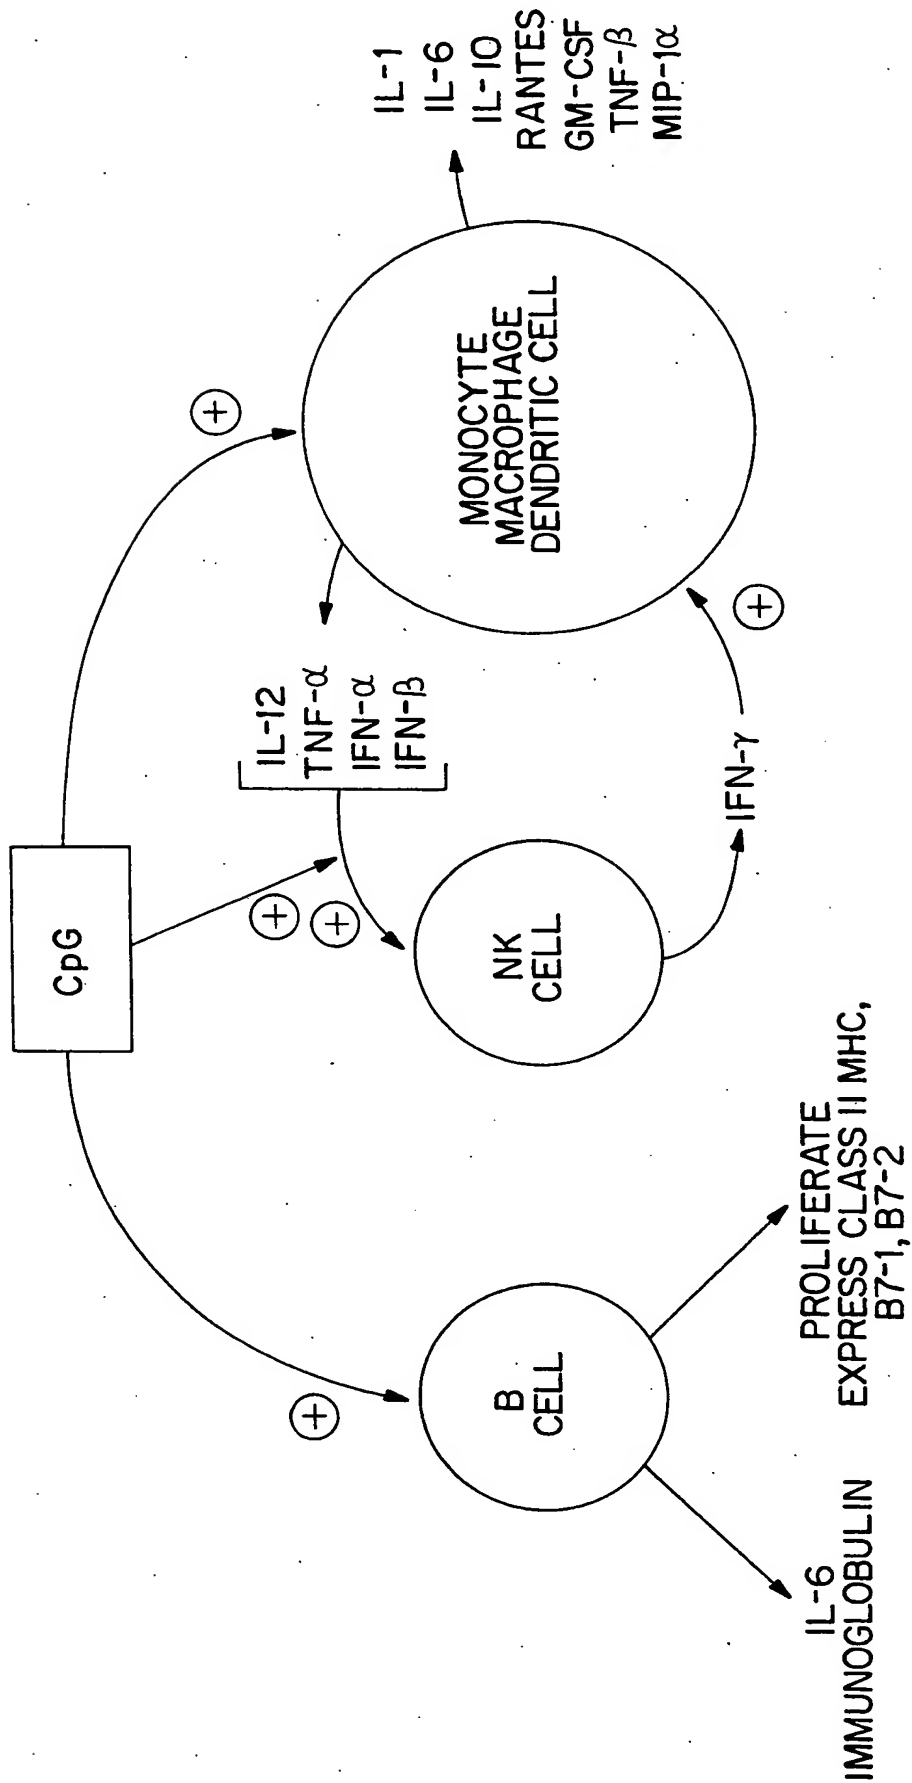 CpG
+
+
+
+
B
CELL
IL-6
IMMUNOGLOBULIN
PROLIFERATE
EXPRESS CLASS II MHC,
B7-1, B7-2
NK
CELL
IL-12
TNF-α
IFN-α
IFN-β
IFN-γ
+
MONOCYTE
MACROPHAGE
DENDRITIC CELL
IL-1
IL-6
IL-10
RANTES
GM-CSF
TNF-β
MIP-1α